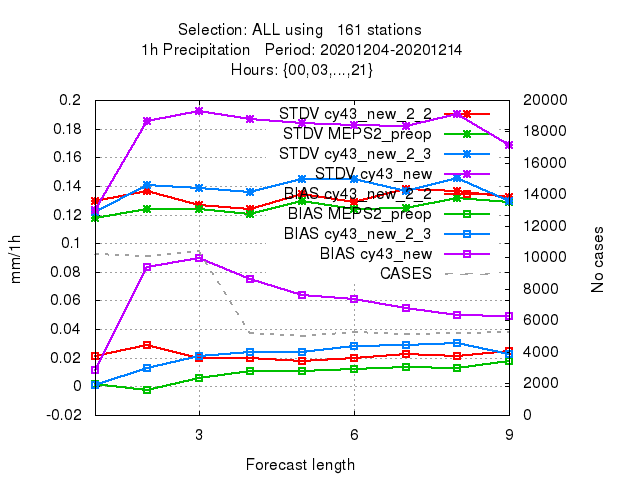 Selection: ALL using 161 stations
1h Precipitation Period: 20201204-20201214
Hours: {00,03,...,21}
0.2
0.18
0.16
0.14
0.12
0.1
0.08
0.06
0.04
0.02
0
-0.02
mm/1h
STDV cy43_new_2_2
STDV MEPS2_preop
STDV cy43_new_2_3
STDV cy43_new
BIAS cy43_new_2_2
BIAS MEPS2_preop
BIAS cy43_new_2_3
BIAS cy43_new
CASES
20000
18000
16000
14000
12000
10000
8000
6000
4000
2000
0
No cases
3
6
9
Forecast length